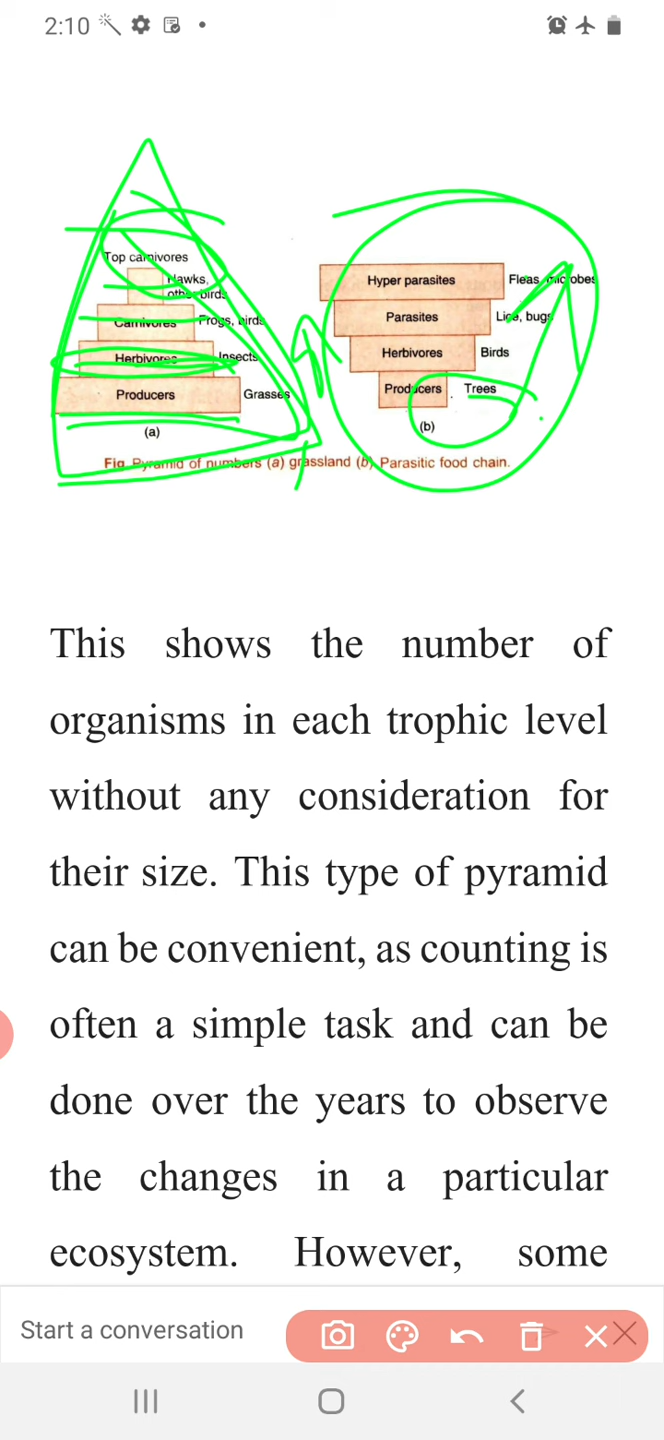 2:10
Top carnivores
Hawks,
other birds
Carnivores Frogs, birds
Herbivores Insects
Producers Grasses
(a)
Hyper parasites Fleas, microbes
Parasites Lice, bugs
Herbivores Birds
Producers Trees
(b)
Fig. Pyramid of numbers (a) grassland (b) Parasitic food chain.
This shows the number of
organisms in each trophic level
without any consideration for
their size. This type of pyramid
can be convenient, as counting is
often a simple task and can be
done over the years to observe
the changes in a particular
ecosystem. However, some
Start a conversation